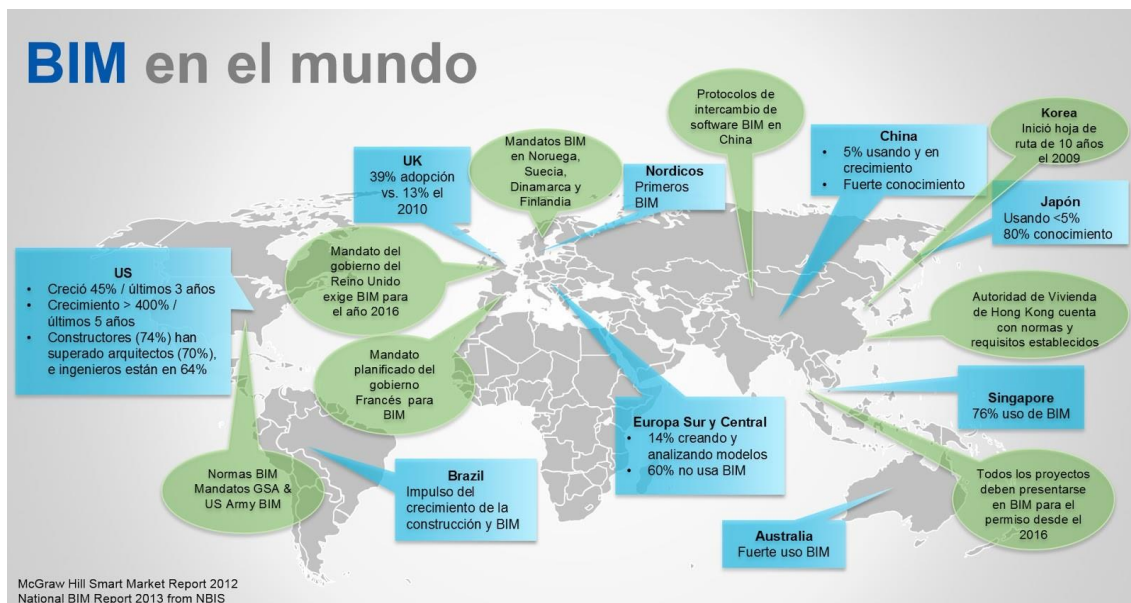 BIM en el mundo
UK
39% adopción
vs. 13% el
2010
Mandatos BIM
en Noruega,
Suecia,
Dinamarca y
Finlandia
Nordicos
Primeros
BIM
Protocolos de
intercambio de
software BIM en
China
China
• 5% usando y en
crecimiento
• Fuerte conocimiento
Korea
Inició hoja de
ruta de 10 años
el 2009
Japón
Usando <5%
80% conocimiento
US
• Creció 45% / últimos 3 años
• Crecimiento > 400% /
últimos 5 años
• Constructores (74%) han
superado arquitectos (70%),
e ingenieros están en 64%
Mandato del
gobierno del
Reino Unido
exige BIM para
el año 2016
Autoridad de Vivienda
de Hong Kong cuenta
con normas y
requisitos establecidos
Mandato
planificado del
gobierno
Francés para
BIM
Europa Sur y Central
• 14% creando y
analizando modelos
• 60% no usa BIM
Singapore
76% uso de BIM
Normas BIM
Mandatos GSA &
US Army BIM
Brazil
Impulso del
crecimiento de la
construcción y BIM
Todos los proyectos
deben presentarse
en BIM para el
permiso desde el
2016
Australia
Fuerte uso BIM
McGraw Hill Smart Market Report 2012
National BIM Report 2013 from NBIS